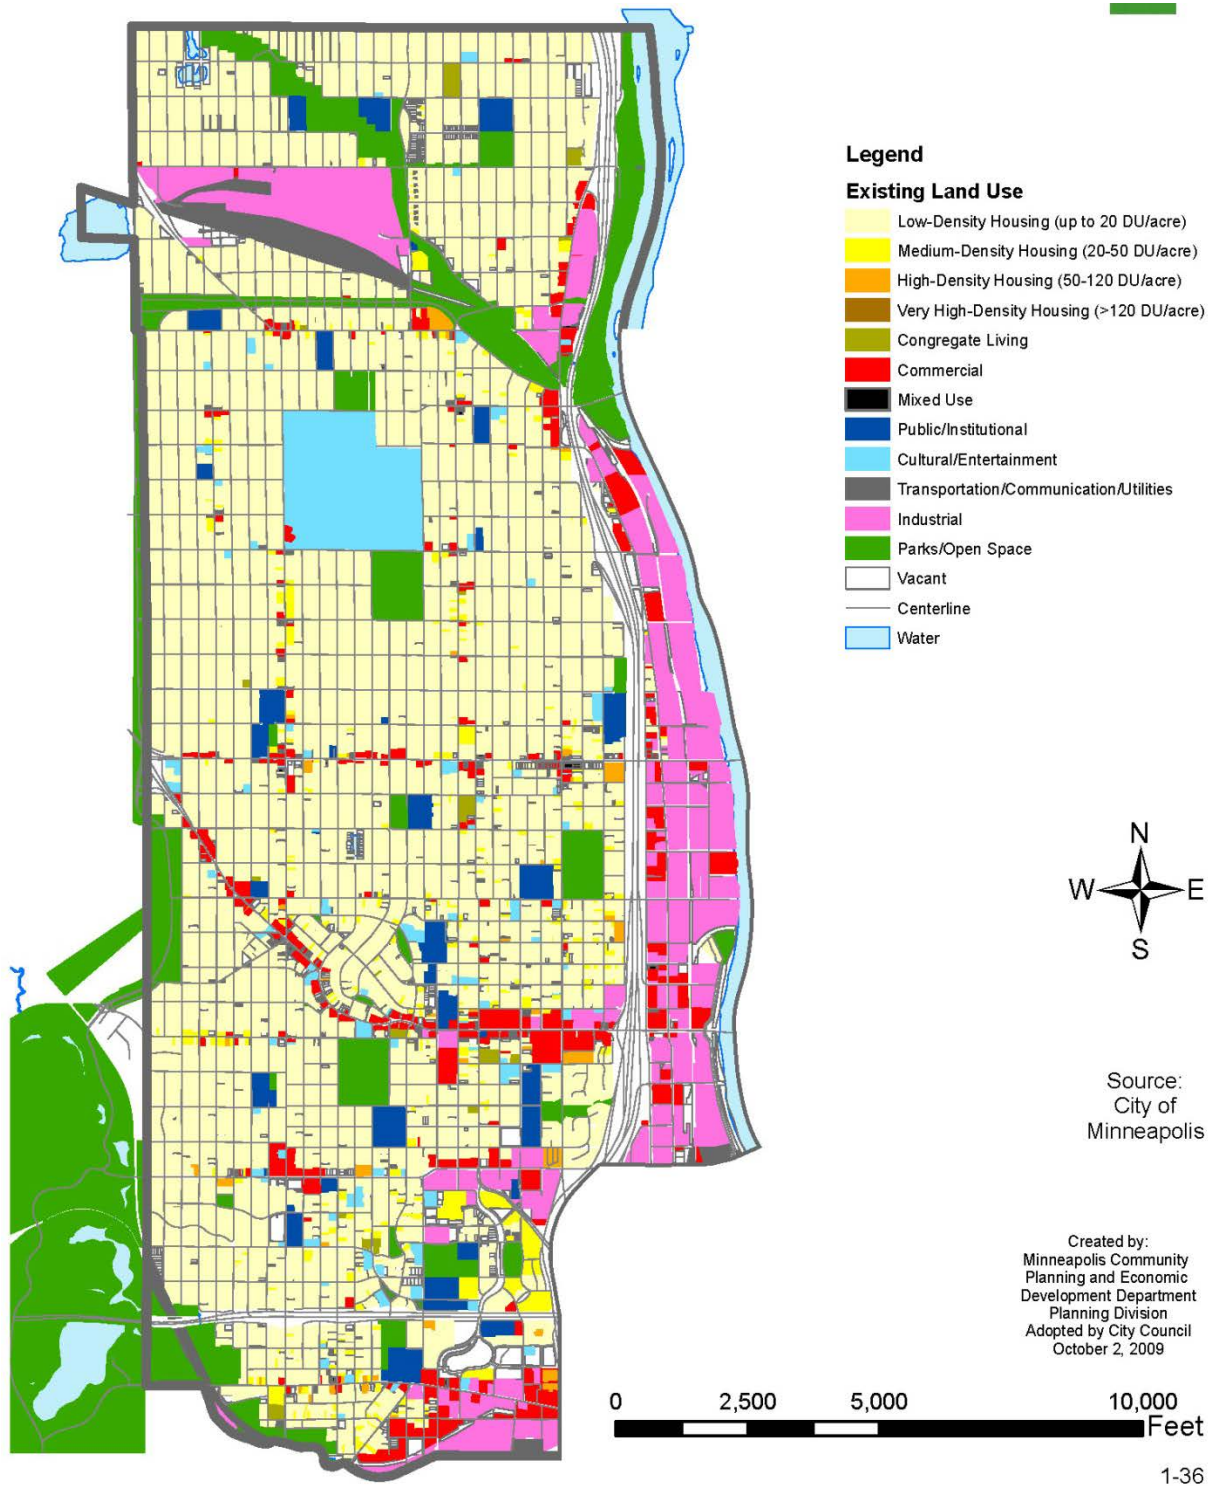 Legend
Existing Land Use
Low-Density Housing (up to 20 DU/acre)
Medium-Density Housing (20-50 DU/acre)
High-Density Housing (50-120 DU/acre)
Very High-Density Housing (>120 DU/acre)
Congregate Living
Commercial
Mixed Use
Public/Institutional
Cultural/Entertainment
Transportation/Communication/Utilities
Industrial
Parks/Open Space
Vacant
Centerline
Water
N
W E
S
Source:
City of
Minneapolis
Created by:
Minneapolis Community
Planning and Economic
Development Department
Planning Division
Adopted by City Council
October 2, 2009
0 2,500 5,000 10,000
Feet
1-36